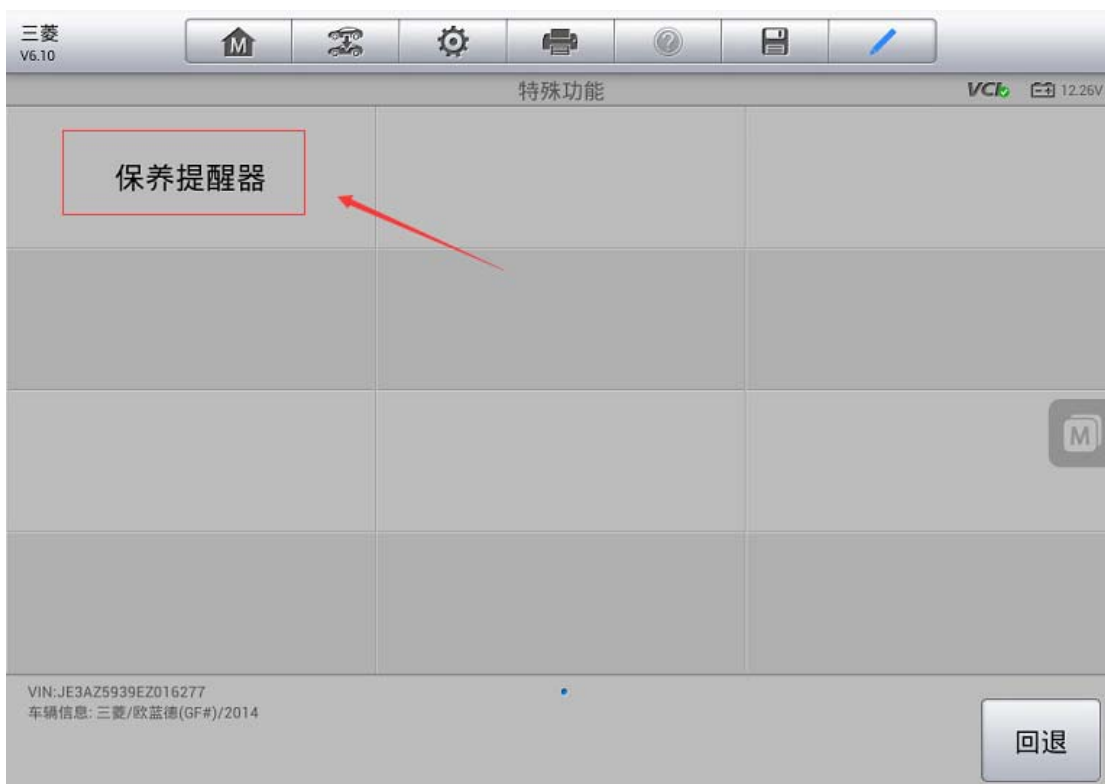 三菱
V6.10
M
特殊功能
VCI
12.26V
保养提醒器
M
VIN:JE3AZ5939EZ016277
车辆信息: 三菱/欧蓝德(GF#)/2014
回退